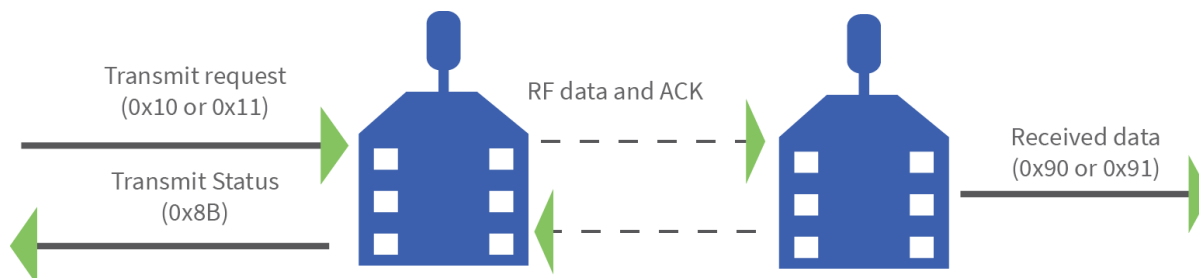 Transmit request
(0x10 or 0x11)
Transmit Status
(0x8B)
RF data and ACK
Received data
(0x90 or 0x91)